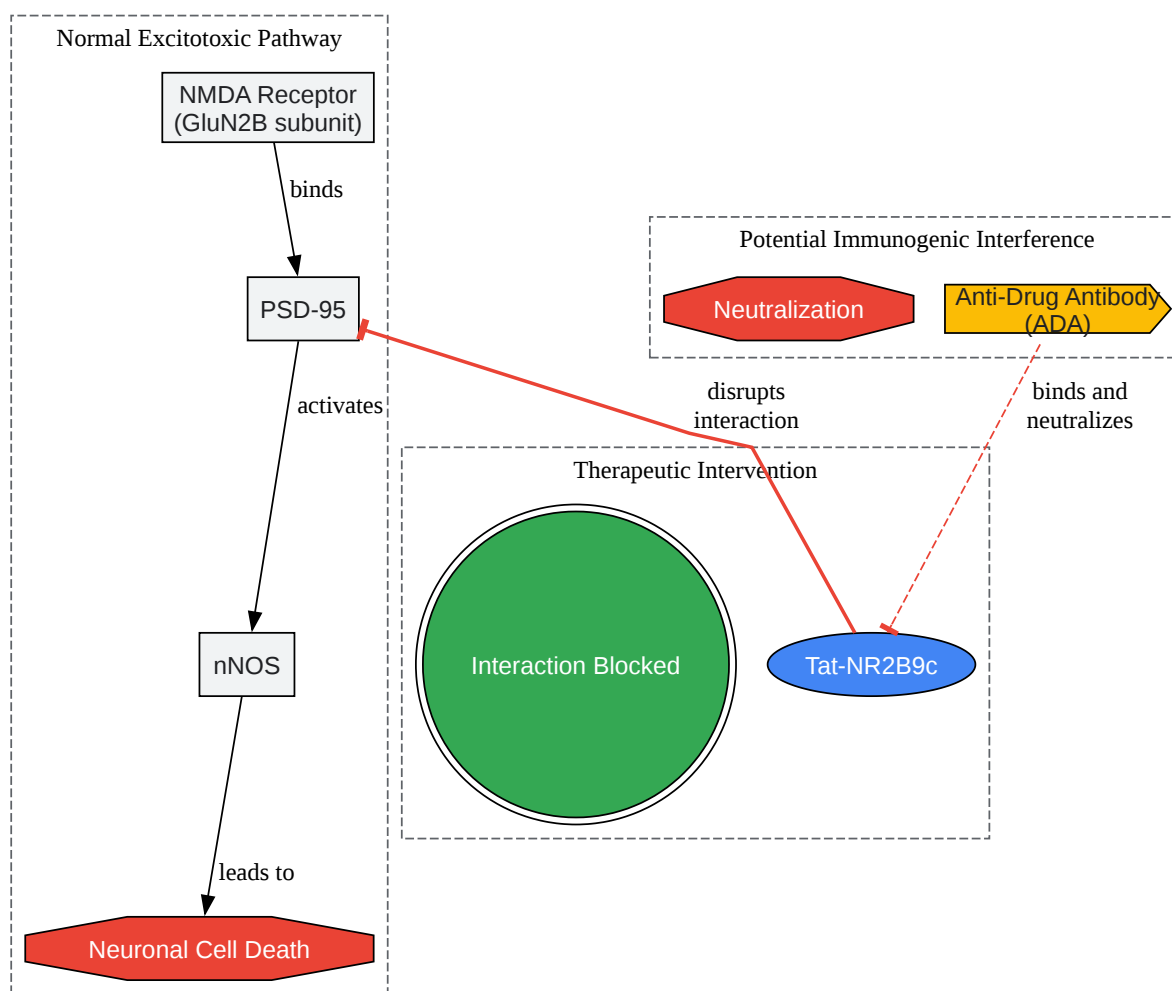 Normal Excitotoxic Pathway
NMDA Receptor
(GluN2B subunit)
binds
PSD-95
activates
nNOS
leads to
Neuronal Cell Death
Potential Immunogenic Interference
Neutralization
Anti-Drug Antibody
(ADA)
disrupts
interaction
binds and
neutralizes
Therapeutic Intervention
Interaction Blocked
Tat-NR2B9c